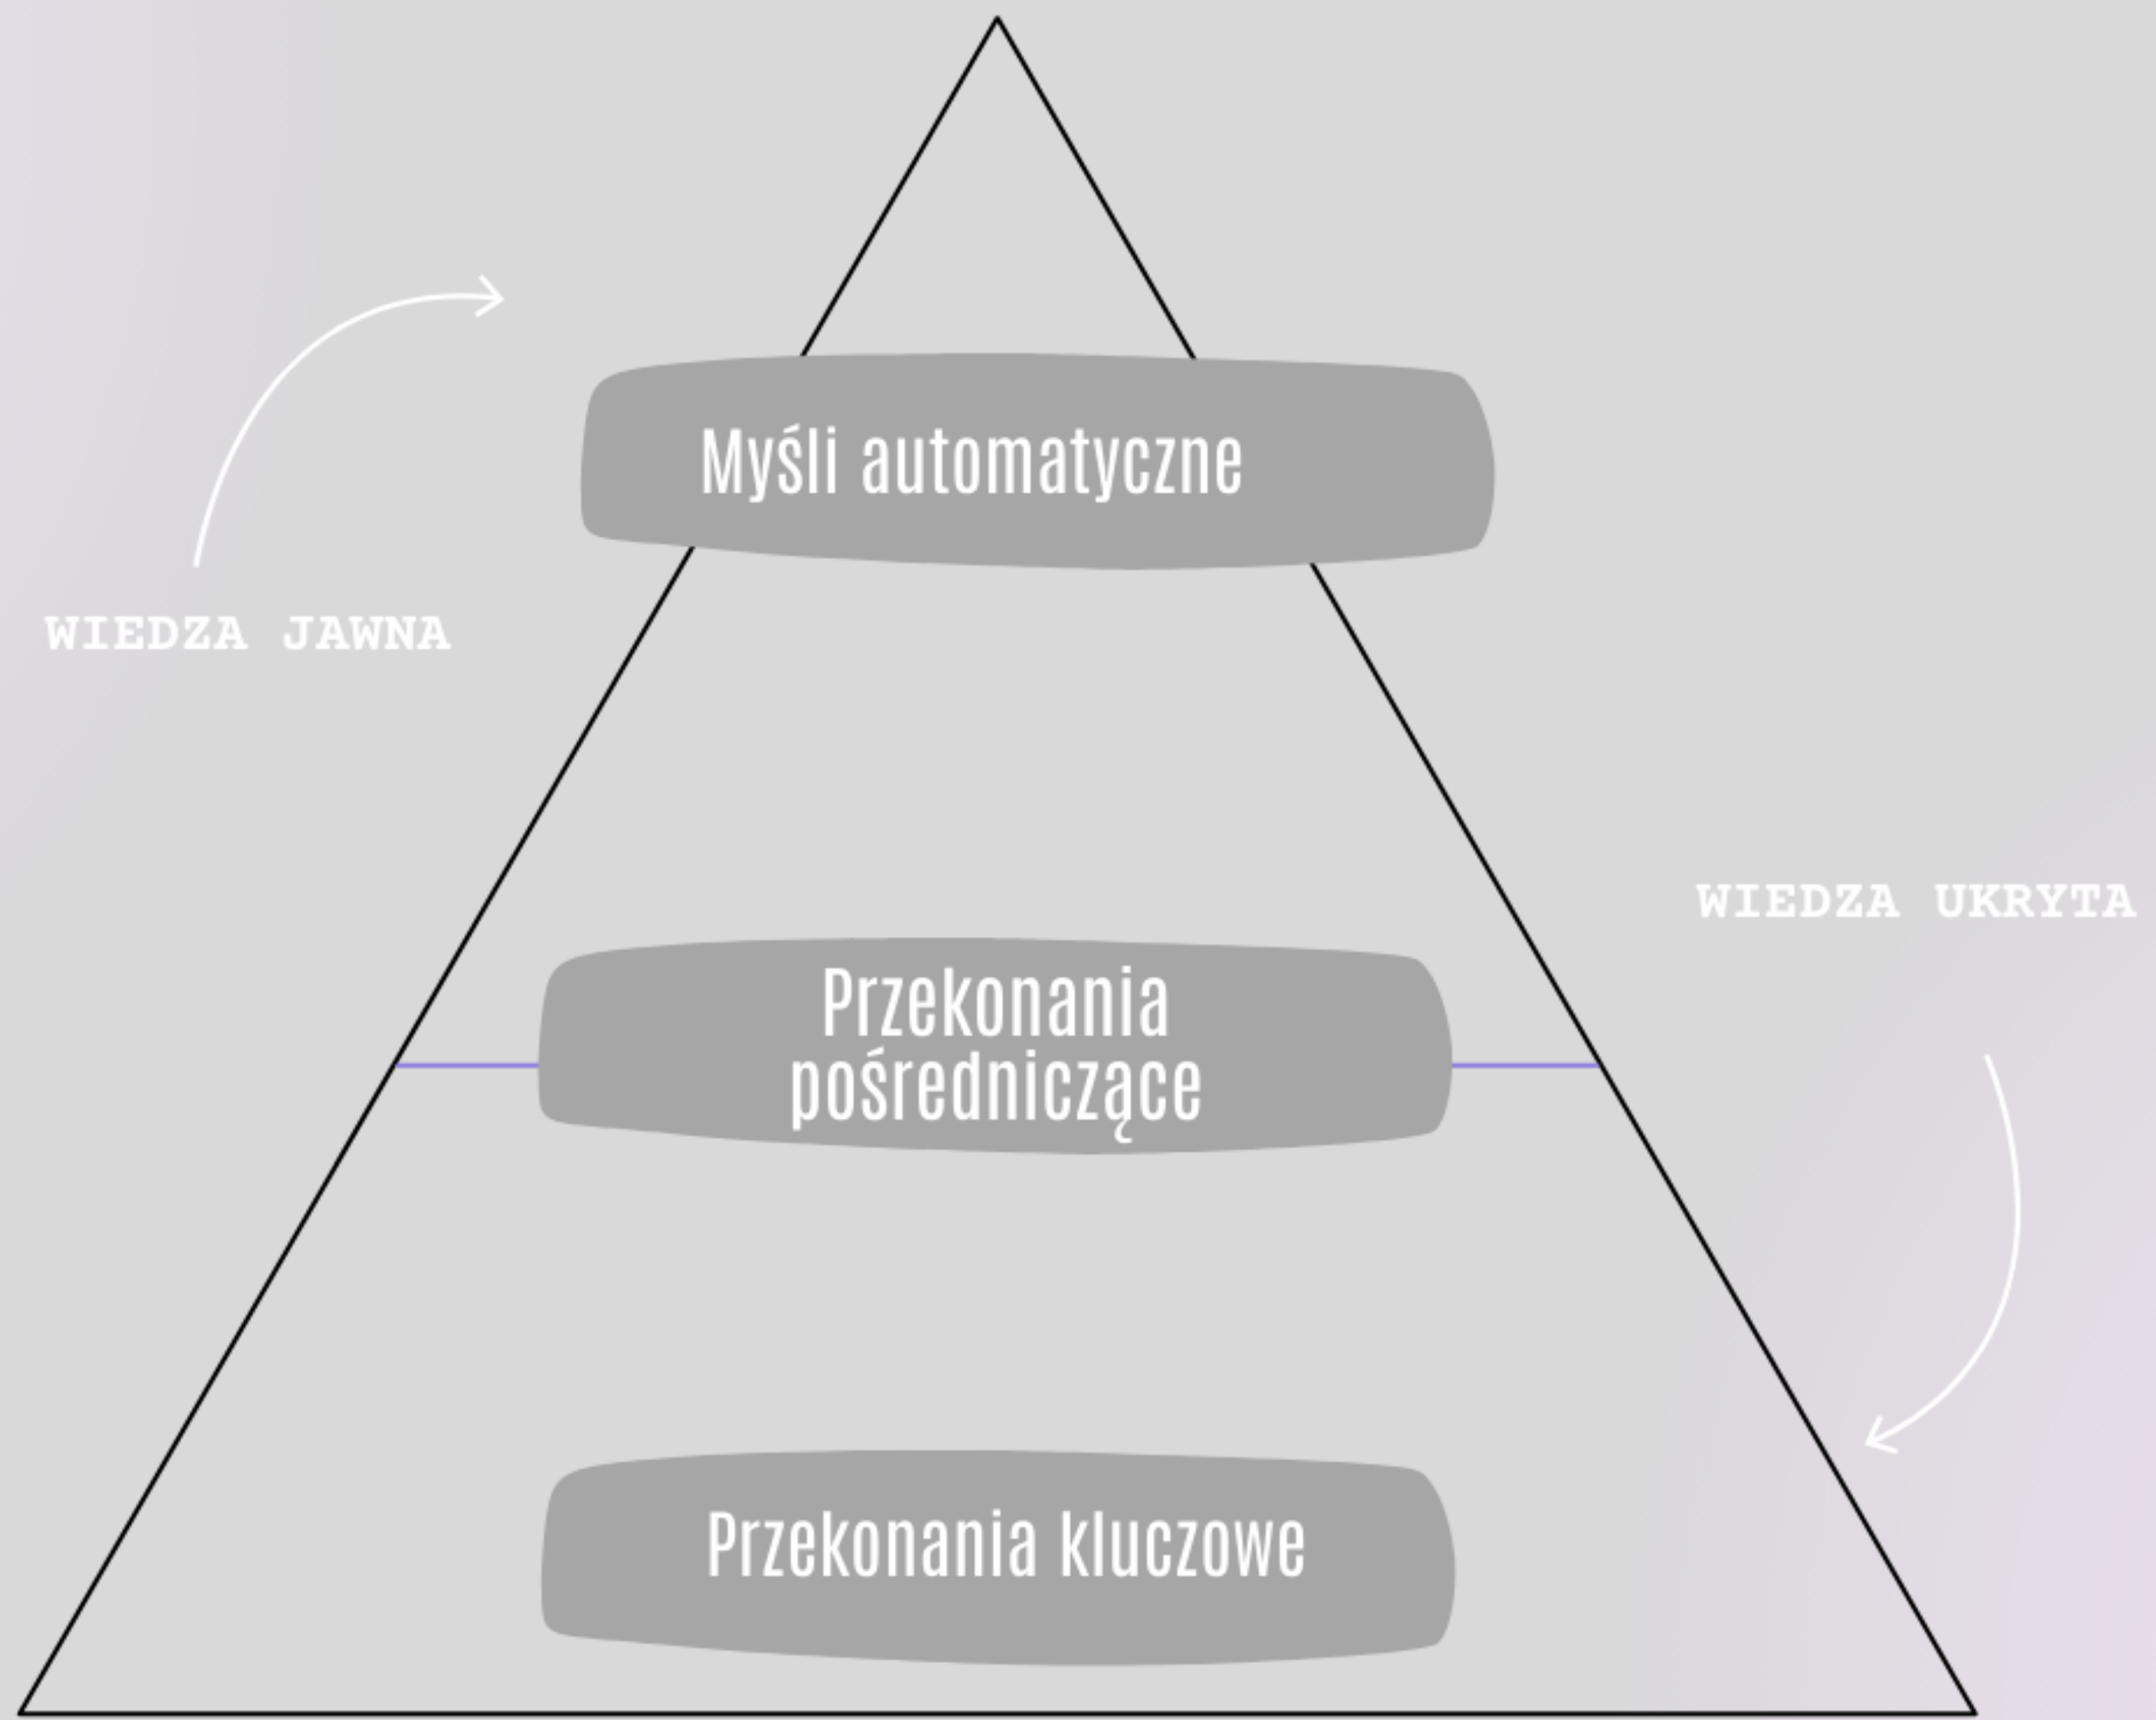 Myśli automatyczne
WIEDZA JAWNA
WIEDZA UKRYTA
Przekonania
pośredniczące
Przekonania kluczowe